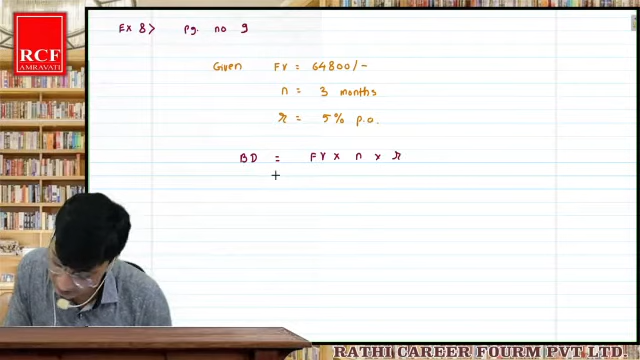 RCF
AMRAVATI
Ex 8> pg. no 9
Given FV = 64800/-
n = 3 months
r = 5% p.a.
BD = FV x n x r
=
RATHI CAREER FOURM PVT LTD.